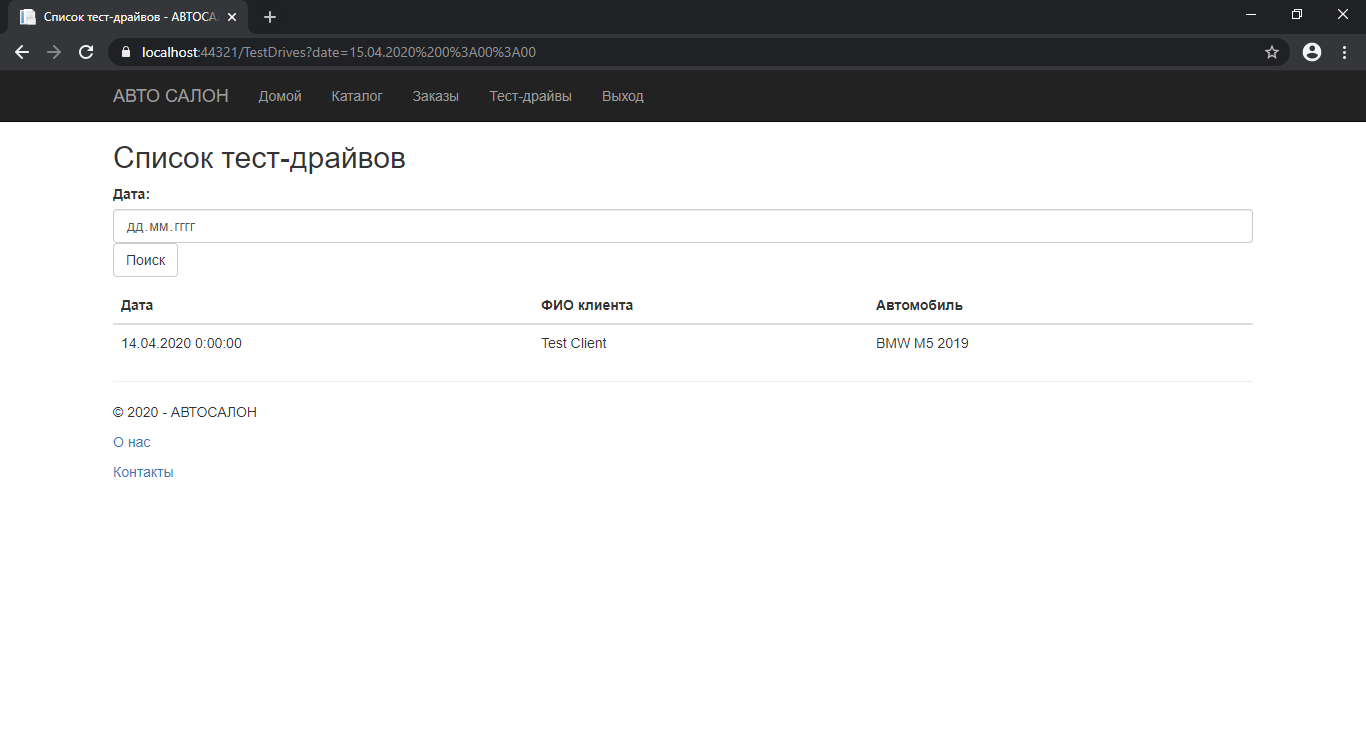 Список тест-драйвов - АВТОСА
localhost:44321/TestDrives?date=15.04.2020%200%3A00%3A00
АВТО САЛОН Домой Каталог Заказы Тест-драйвы Выход
Список тест-драйвов
Дата:
дд.мм.гггг
Поиск
Дата ФИО клиента Автомобиль
14.04.2020 0:00:00 Test Client BMW M5 2019
© 2020 - АВТОСАЛОН
О нас
Контакты